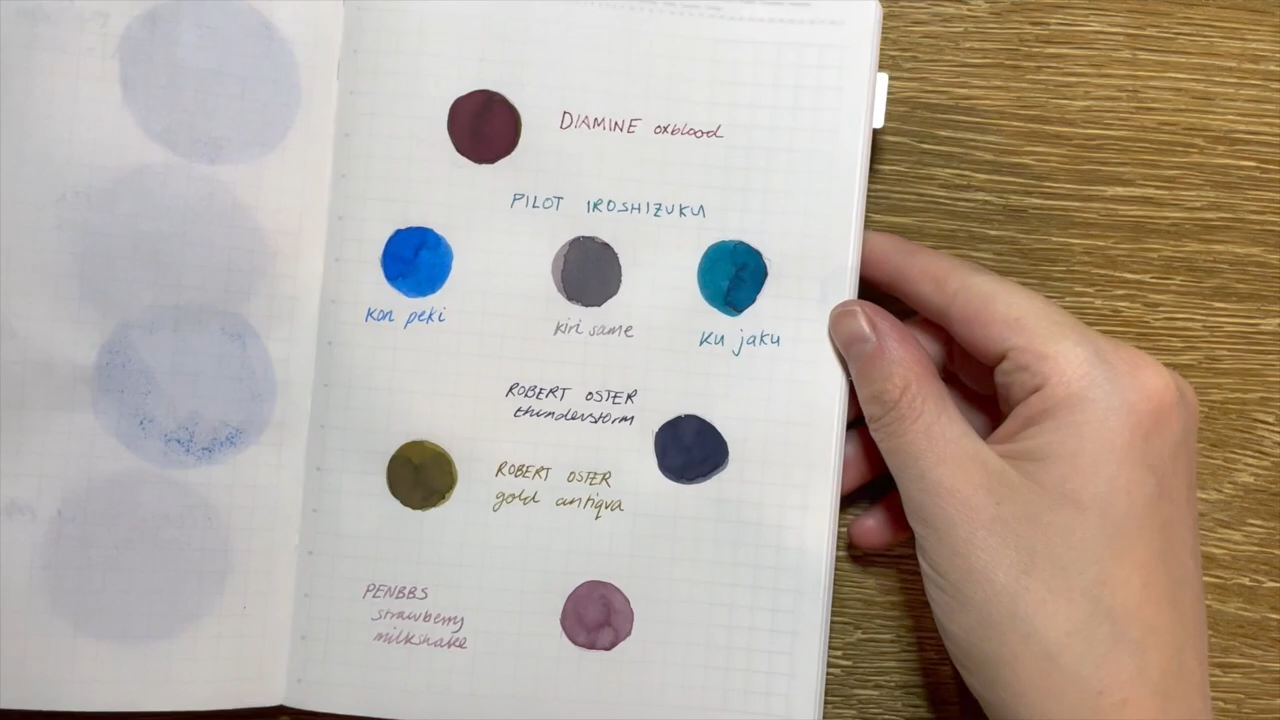 DIAMINE oxblood
PILOT IROSHIZUKU
kon peki
kiri same
ku jaku
ROBERT OSTER
thunderstorm
ROBERT OSTER
gold antiqva
PENBBS
strawberry
milkshake